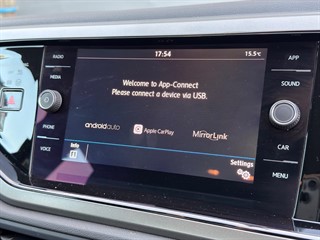 RADIO
MEDIA
PHONE
VOICE
17:54
15.5°C
Welcome to App-Connect
Please connect a device via USB.
androidauto
Apple CarPlay
MirrorLink
Info
Settings
APP
SOUND
CAR
MENU